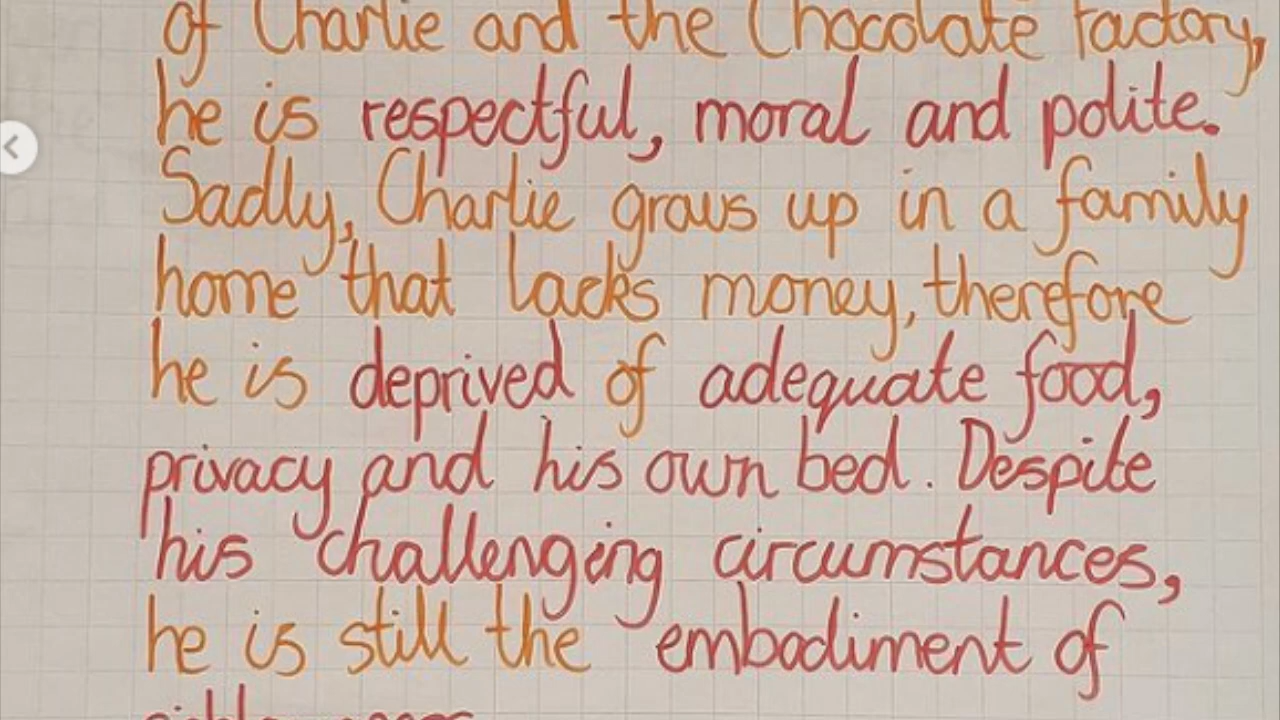 of Charlie and the Chocolate Factory,
he is respectful, moral and polite.
Sadly, Charlie grows up in a family
home that lacks money, therefore
he is deprived of adequate food,
privacy and his own bed. Despite
his challenging circumstances,
he is still the embodiment of